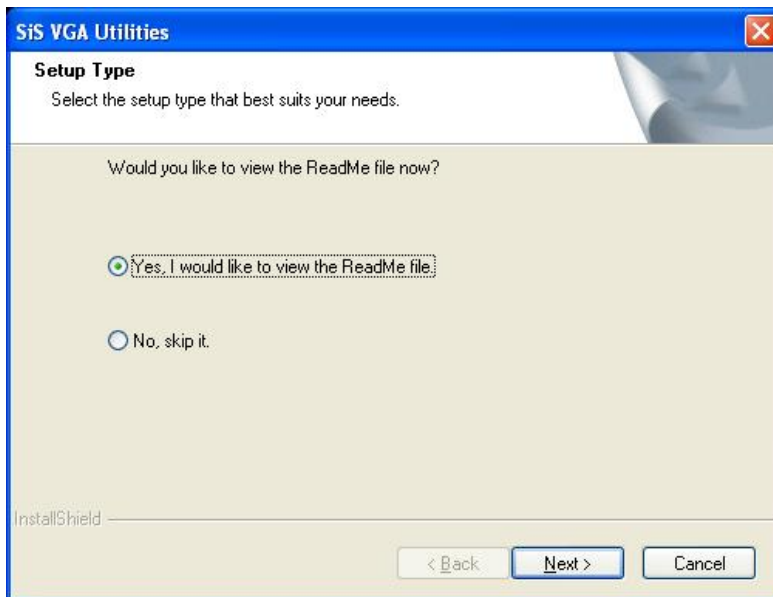 SiS VGA Utilities
Setup Type
Select the setup type that best suits your needs.
Would you like to view the ReadMe file now?
Yes, I would like to view the ReadMe file.
No, skip it.
InstallShield
< Back Next > Cancel